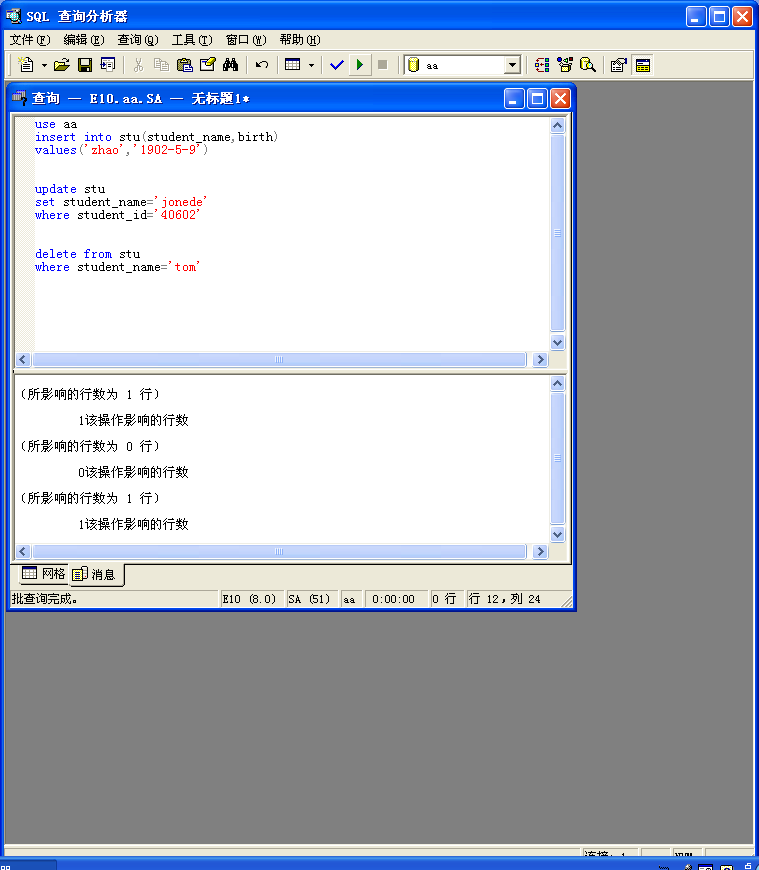 SQL 查询分析器
文件(F) 编辑(E) 查询(Q) 工具(T) 窗口(W) 帮助(H)
aa
查询 — E10.aa.SA — 无标题1*
use aa
insert into stu(student_name,birth)
values('zhao','1902-5-9')
update stu
set student_name='jonede'
where student_id='40602'
delete from stu
where student_name='tom'
（所影响的行数为 1 行）
1该操作影响的行数
（所影响的行数为 0 行）
0该操作影响的行数
（所影响的行数为 1 行）
1该操作影响的行数
网格 消息
批查询完成。 E10 (8.0) SA (51) aa 0:00:00 0 行 行 12，列 24